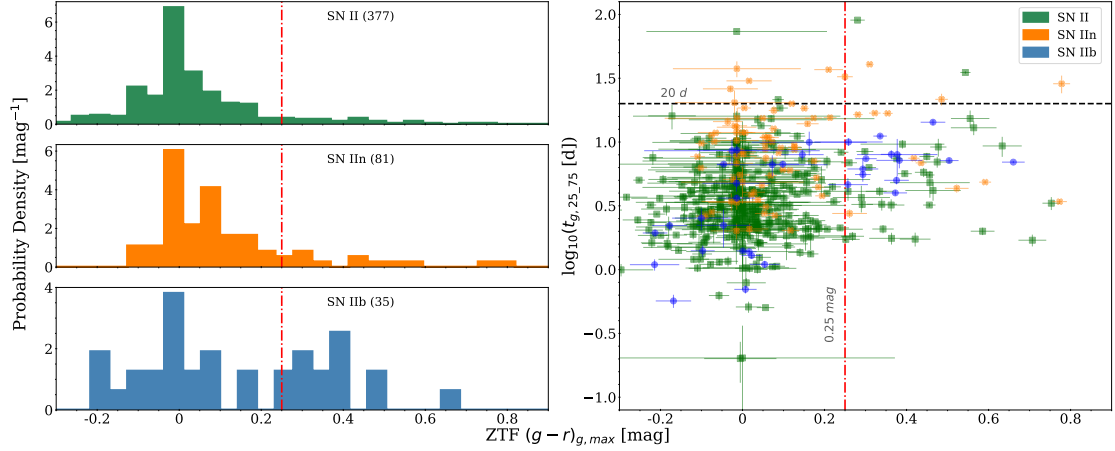 SN II (377)
6
4
2
0
SN IIn (81)
6
4
2
0
SN IIb (35)
4
2
0
-0.2 0 0.2 0.4 0.6 0.8
Probability Density [mag⁻¹]
SN II
SN IIn
SN IIb
20 d
0.25 mag
2.0
1.5
1.0
0.5
0.0
−0.5
−1.0
-0.2 0 0.2 0.4 0.6 0.8
log₁₀(t_{g,25_75}) [d]
ZTF (g − r)_{g,max} [mag]